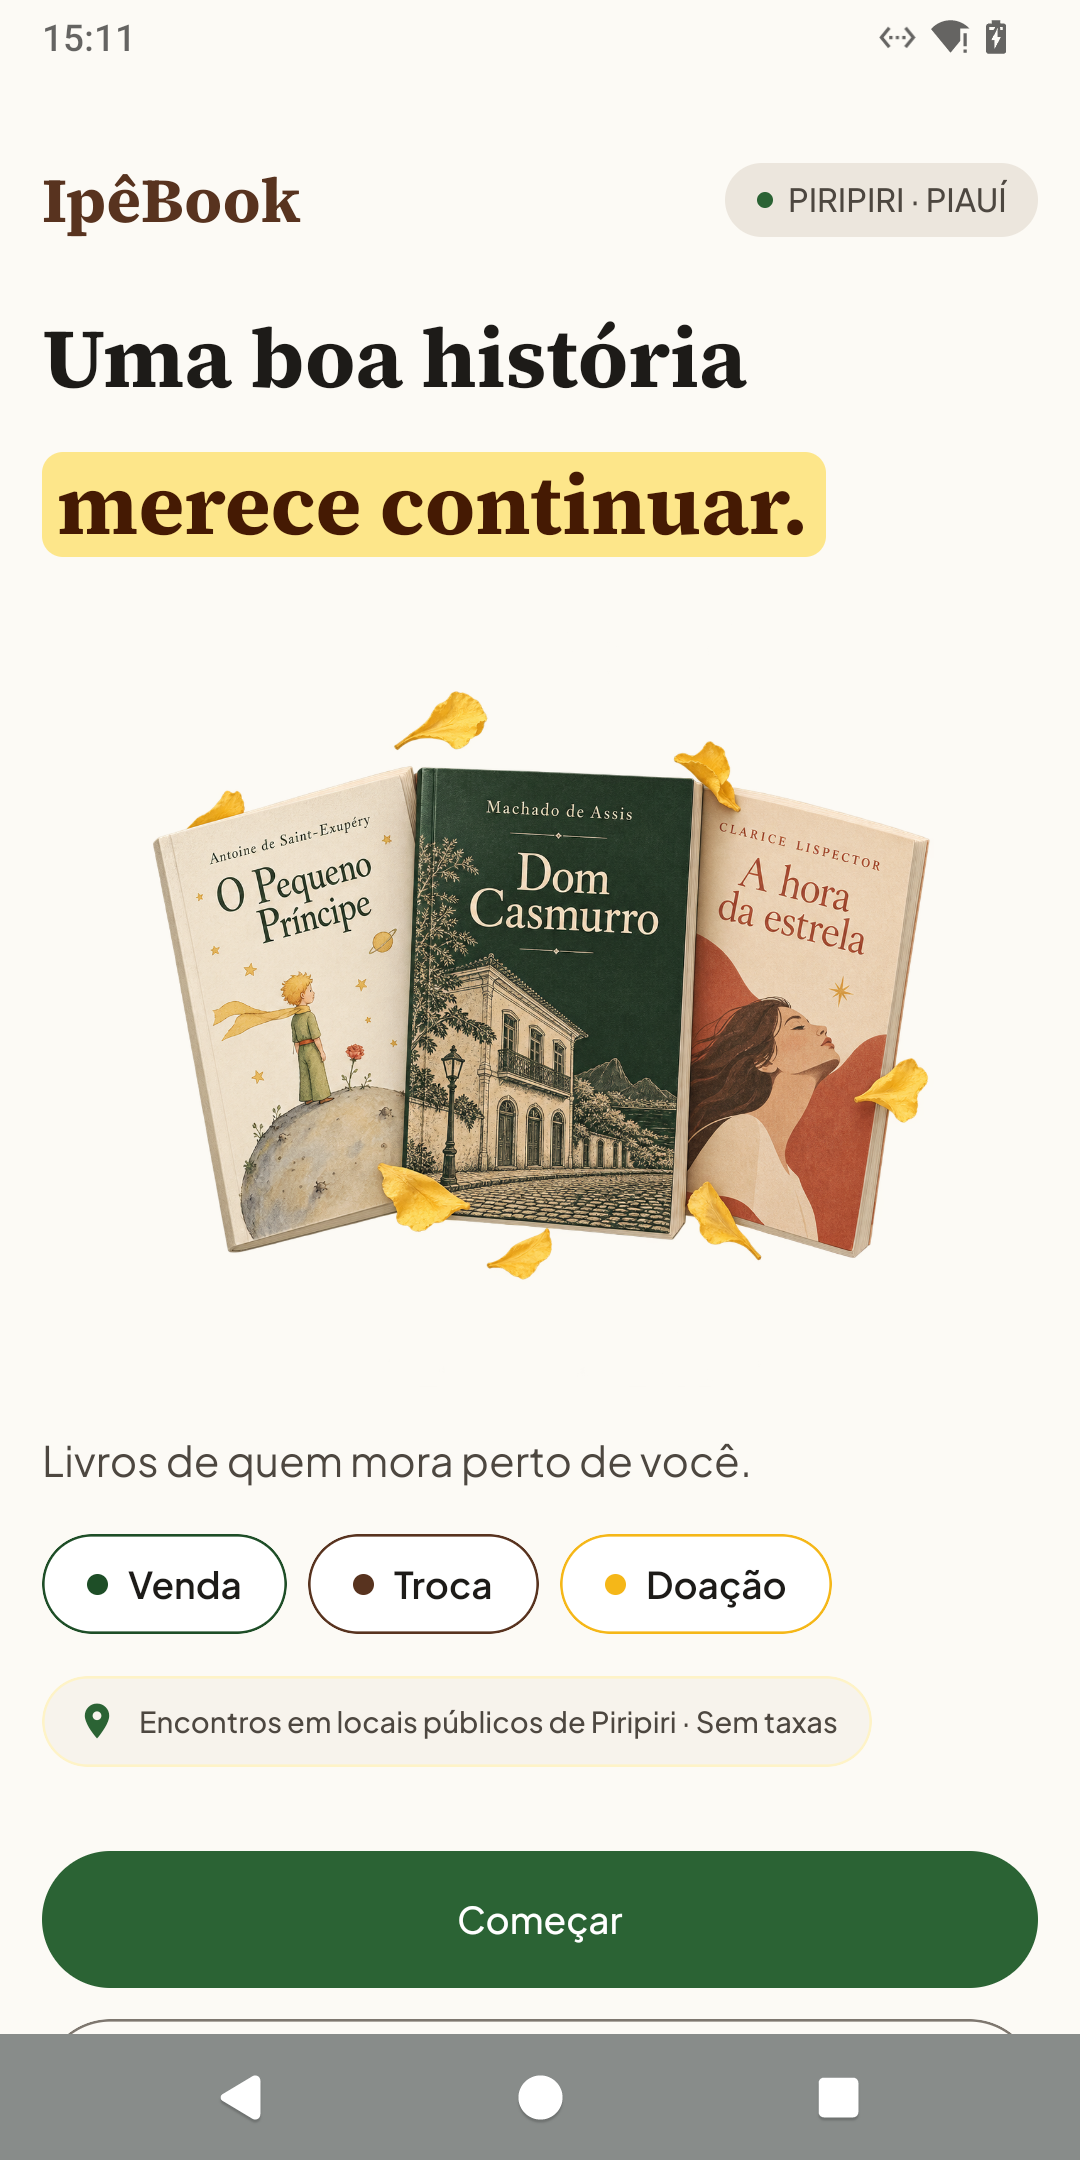 15:11
IpêBook
PIRIPIRI · PIAUÍ
Uma boa história
merece continuar.
Antoine de Saint-Exupéry
O Pequeno
Príncipe
Machado de Assis
Dom
Casmurro
CLARICE LISPECTOR
A hora
da estrela
Livros de quem mora perto de você.
Venda
Troca
Doação
Encontros em locais públicos de Piripiri · Sem taxas
Começar